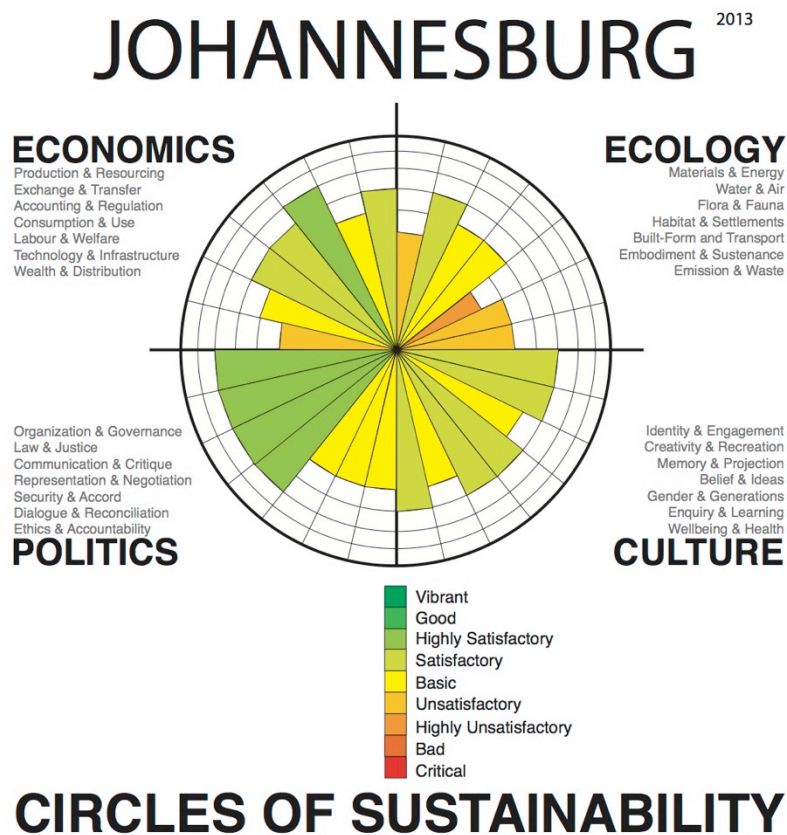 JOHANNESBURG 2013
ECONOMICS
Production & Resourcing
Exchange & Transfer
Accounting & Regulation
Consumption & Use
Labour & Welfare
Technology & Infrastructure
Wealth & Distribution
ECOLOGY
Materials & Energy
Water & Air
Flora & Fauna
Habitat & Settlements
Built-Form and Transport
Embodiment & Sustenance
Emission & Waste
Organization & Governance
Law & Justice
Communication & Critique
Representation & Negotiation
Security & Accord
Dialogue & Reconciliation
Ethics & Accountability
POLITICS
Identity & Engagement
Creativity & Recreation
Memory & Projection
Belief & Ideas
Gender & Generations
Enquiry & Learning
Wellbeing & Health
CULTURE
Vibrant
Good
Highly Satisfactory
Satisfactory
Basic
Unsatisfactory
Highly Unsatisfactory
Bad
Critical
CIRCLES OF SUSTAINABILITY